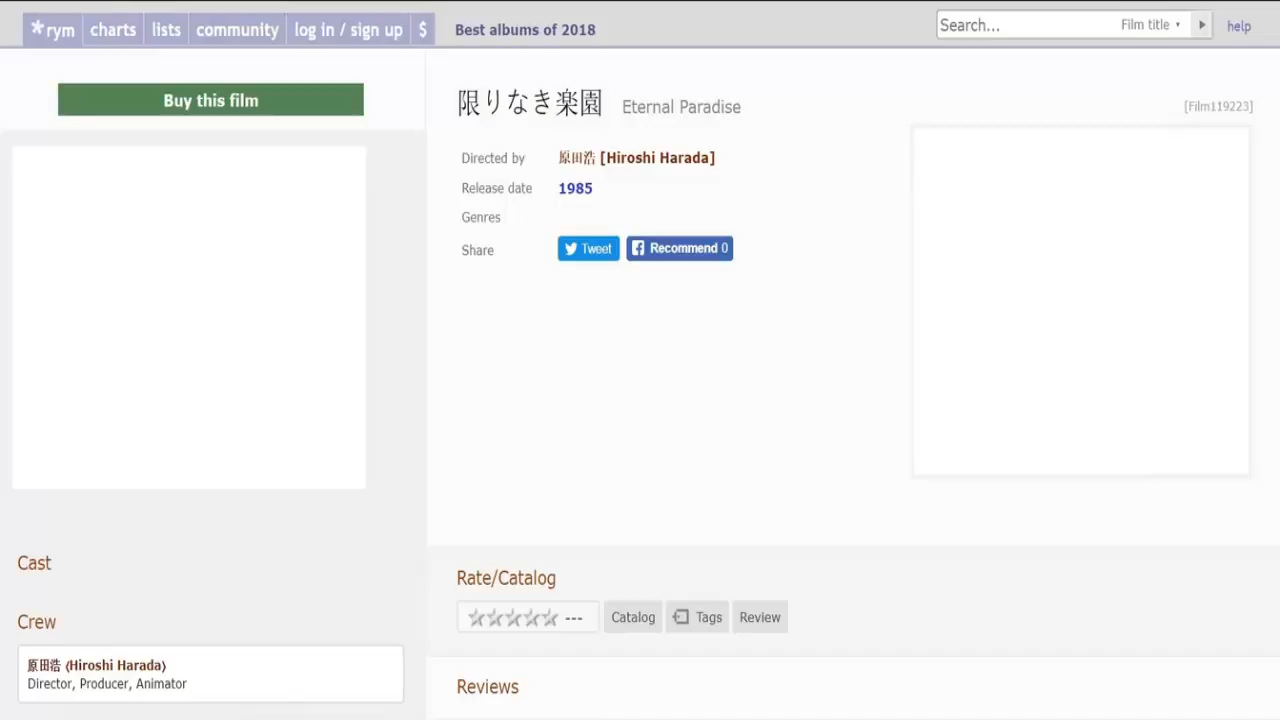 *rym charts lists community log in / sign up $ Best albums of 2018 Search... Film title help
Buy this film
限りなき楽園 Eternal Paradise [Film119223]
Directed by 原田浩 [Hiroshi Harada]
Release date 1985
Genres
Share Tweet Recommend 0
Cast
Crew
原田浩 (Hiroshi Harada)
Director, Producer, Animator
Rate/Catalog
--- Catalog Tags Review
Reviews